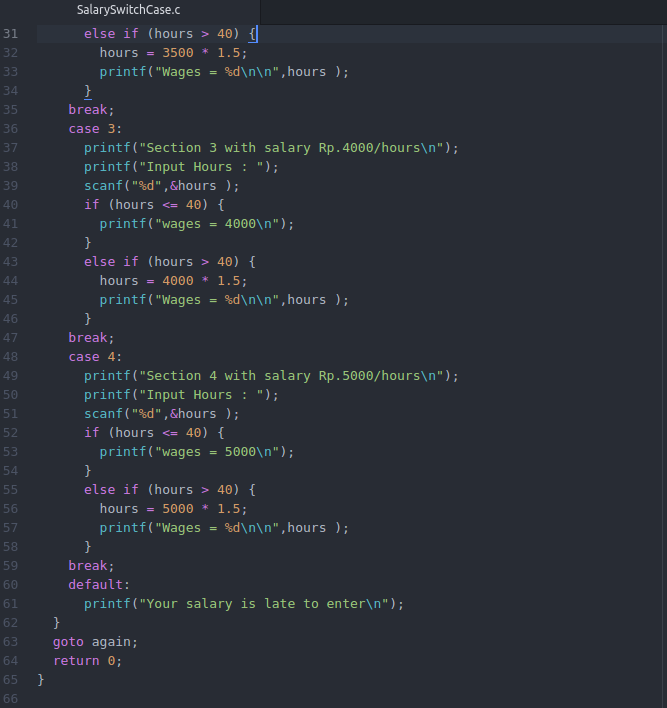 SalarySwitchCase.c
31 else if (hours > 40) {
32 hours = 3500 * 1.5;
33 printf("Wages = %d\n\n",hours );
34 }
35 break;
36 case 3:
37 printf("Section 3 with salary Rp.4000/hours\n");
38 printf("Input Hours : ");
39 scanf("%d",&hours );
40 if (hours <= 40) {
41 printf("wages = 4000\n");
42 }
43 else if (hours > 40) {
44 hours = 4000 * 1.5;
45 printf("Wages = %d\n\n",hours );
46 }
47 break;
48 case 4:
49 printf("Section 4 with salary Rp.5000/hours\n");
50 printf("Input Hours : ");
51 scanf("%d",&hours );
52 if (hours <= 40) {
53 printf("wages = 5000\n");
54 }
55 else if (hours > 40) {
56 hours = 5000 * 1.5;
57 printf("Wages = %d\n\n",hours );
58 }
59 break;
60 default:
61 printf("Your salary is late to enter\n");
62 }
63 goto again;
64 return 0;
65 }
66